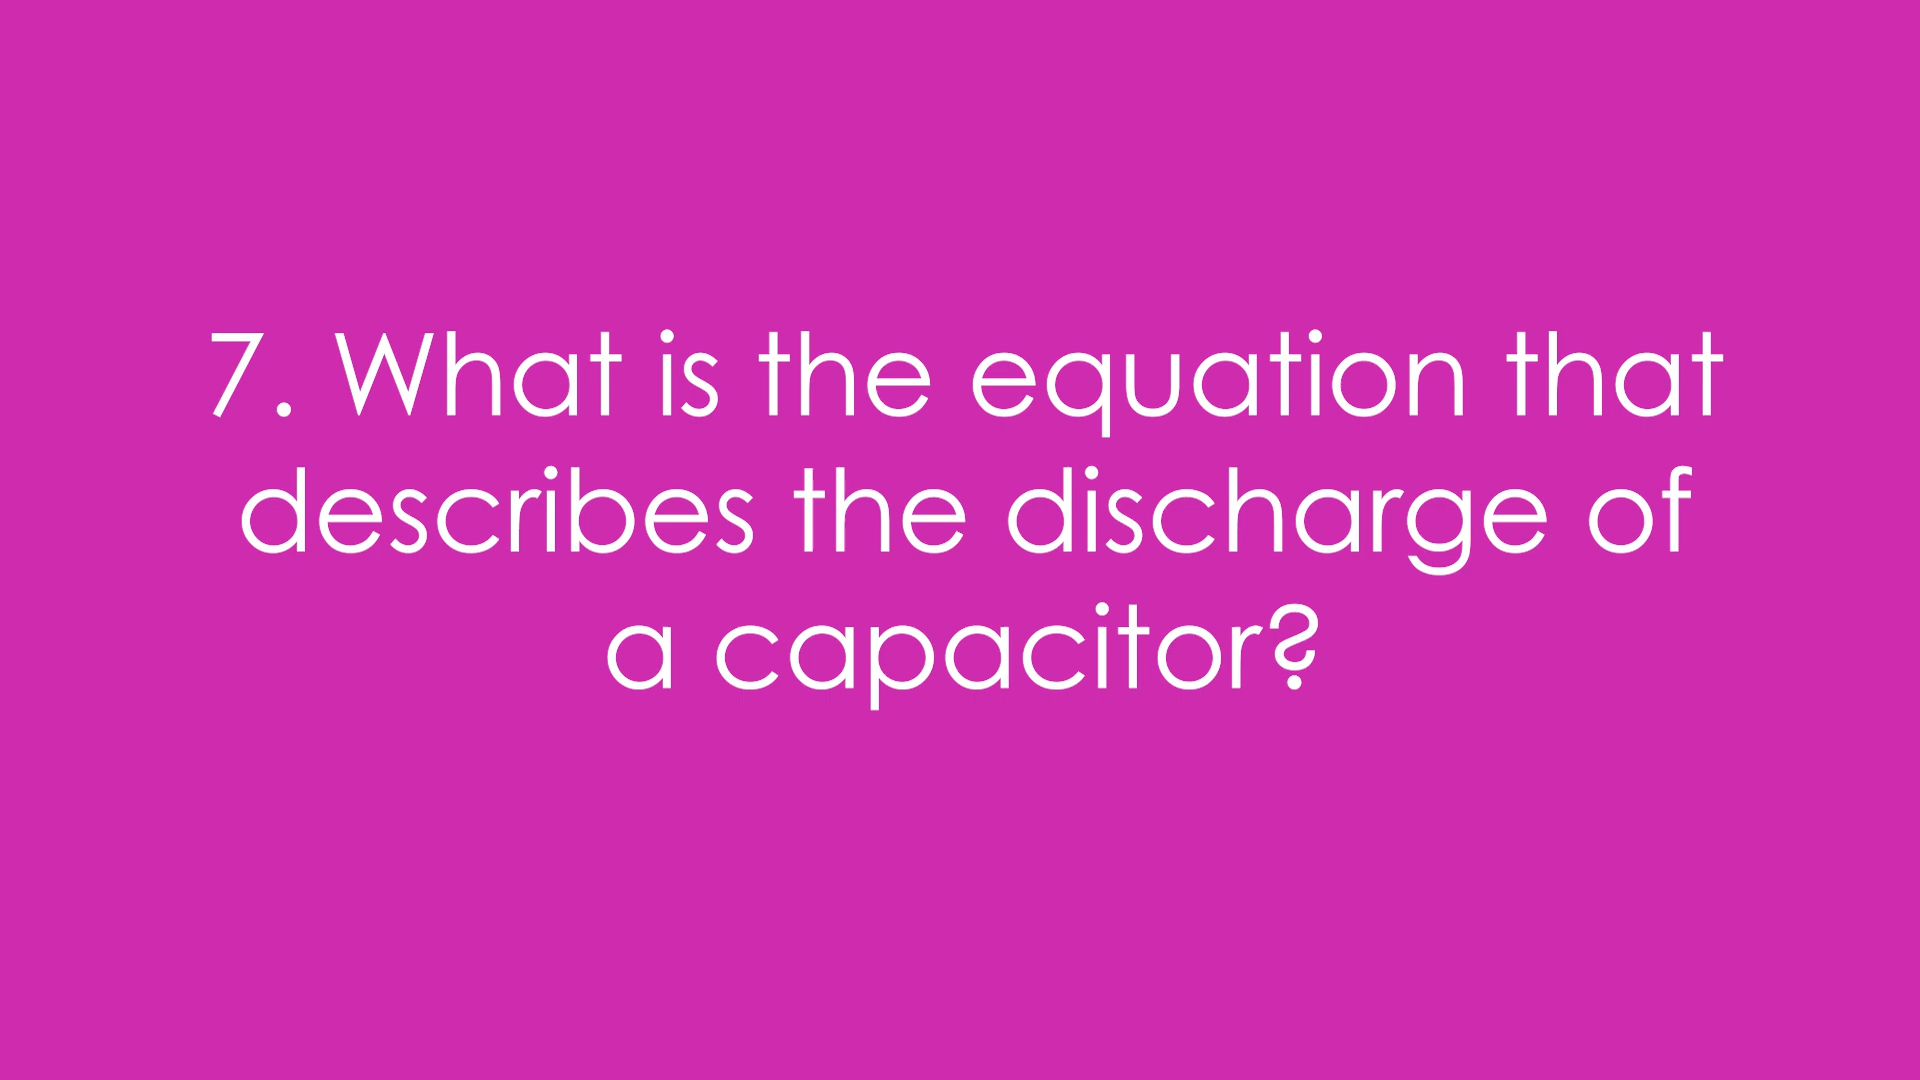 7. What is the equation that
describes the discharge of
a capacitor?